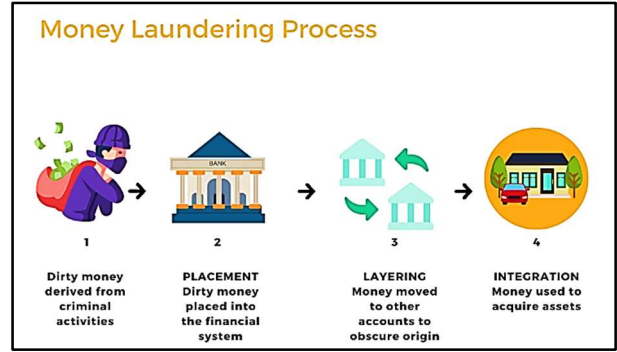 Money Laundering Process
BANK
1
Dirty money
derived from
criminal
activities
2
PLACEMENT
Dirty money
placed into
the financial
system
3
LAYERING
Money moved
to other
accounts to
obscure origin
4
INTEGRATION
Money used to
acquire assets